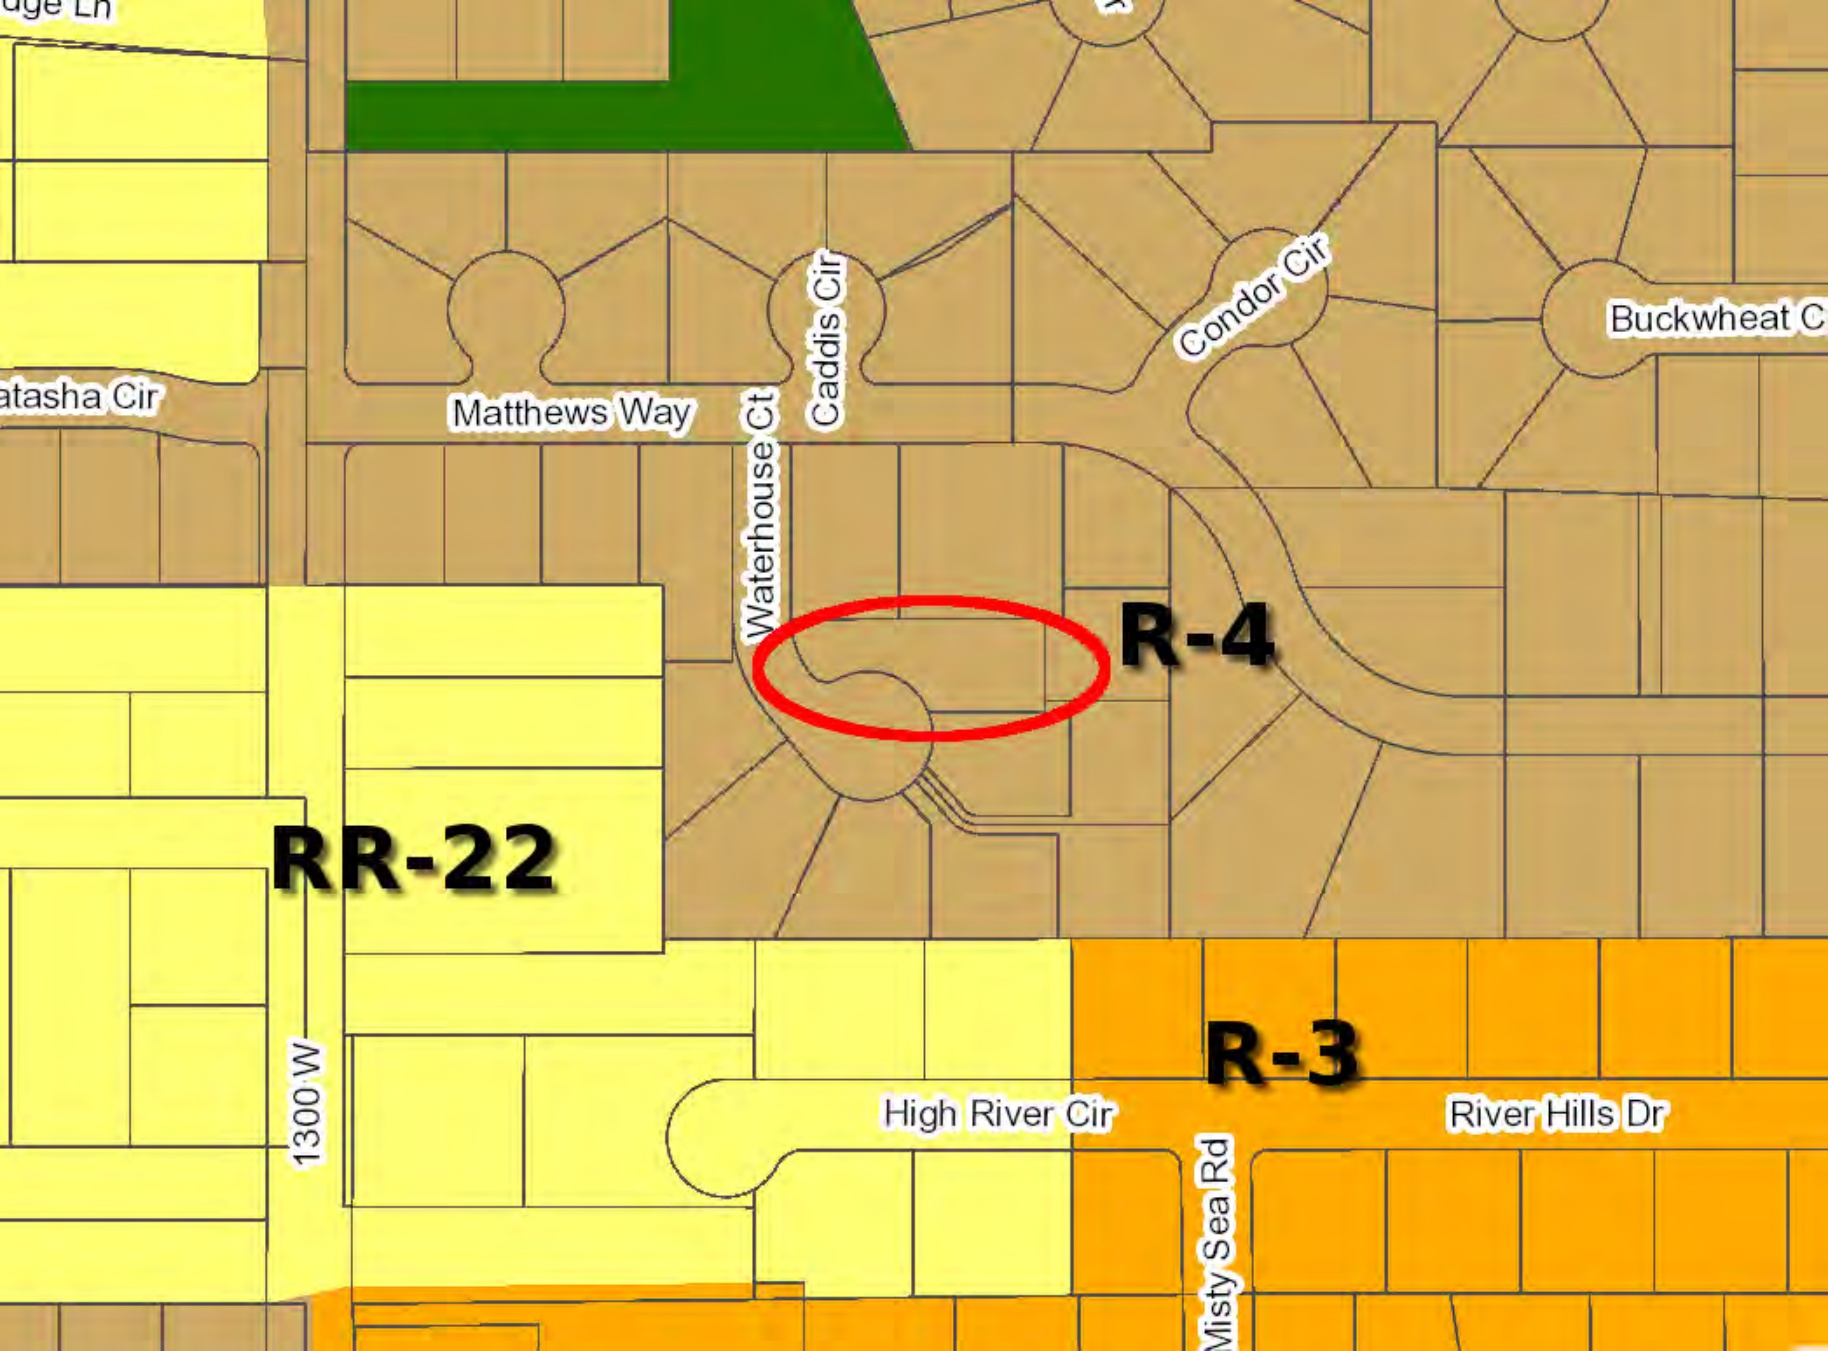 Ln
Condor Cir
Buckwheat
Caddis Cir
Cir
Matthews Way
Waterhouse Ct
R-4
RR-22
R-3
1300 W
High River Cir
River Hills Dr
Misty Sea Rd